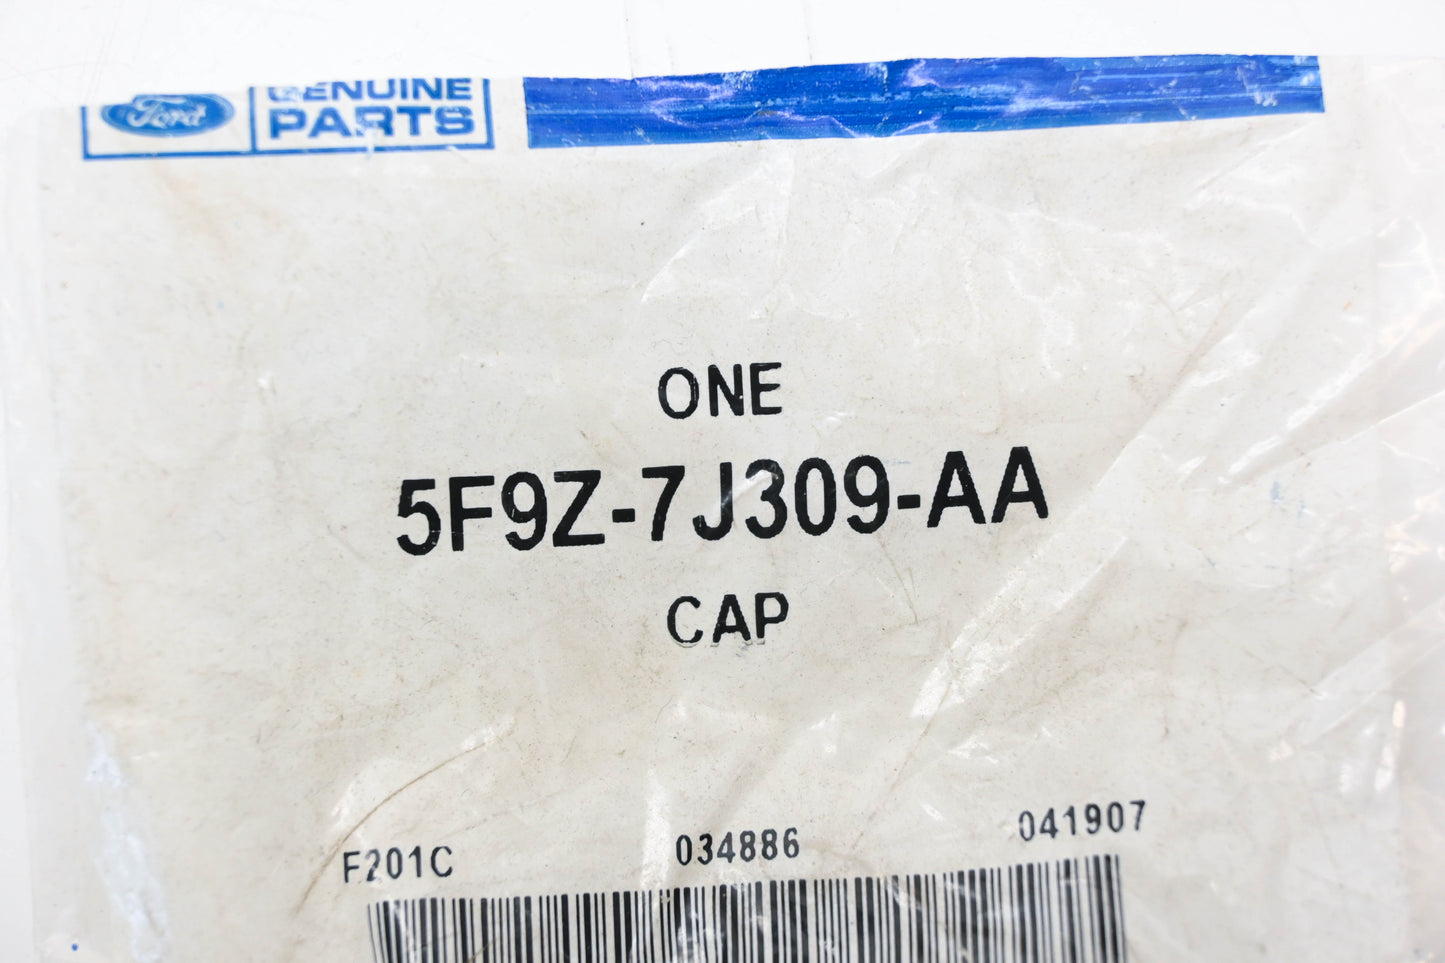 Ford
GENUINE
PARTS
ONE
5F9Z-7J309-AA
CAP
F201C 034886 041907